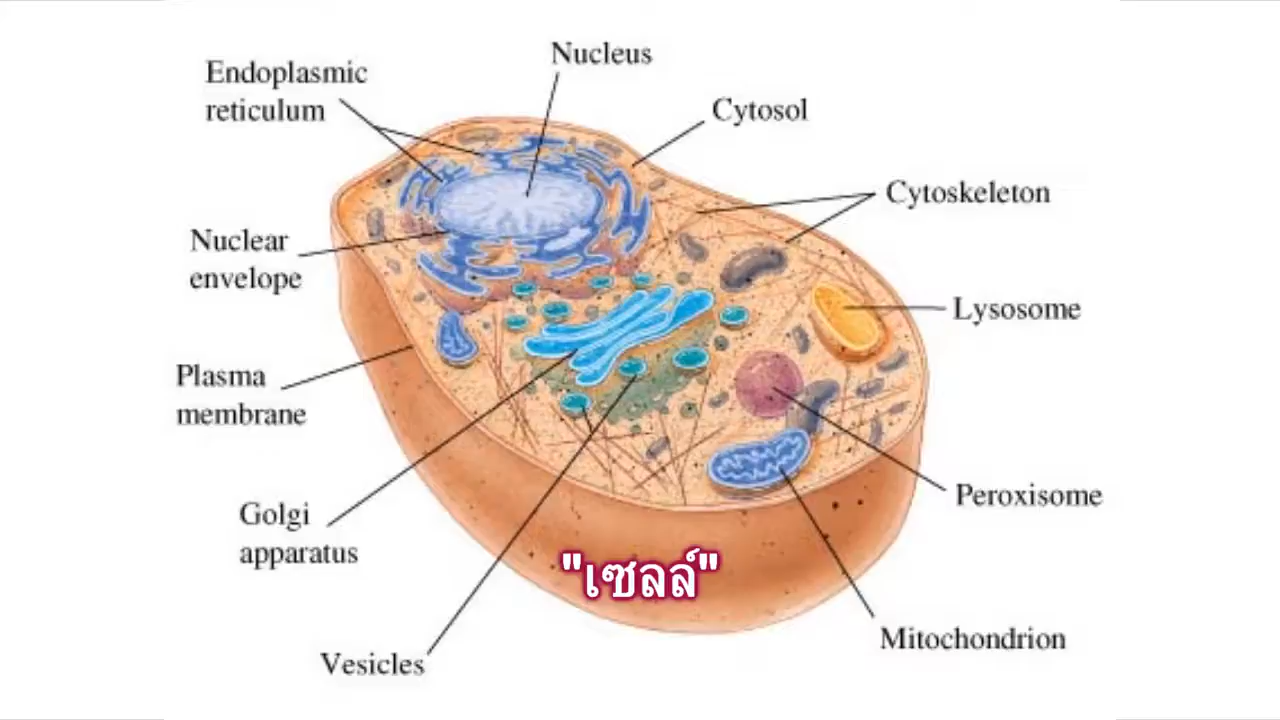 Nucleus
Endoplasmic
reticulum
Cytosol
Cytoskeleton
Nuclear
envelope
Lysosome
Plasma
membrane
Peroxisome
Golgi
apparatus
"เซลล์"
Mitochondrion
Vesicles